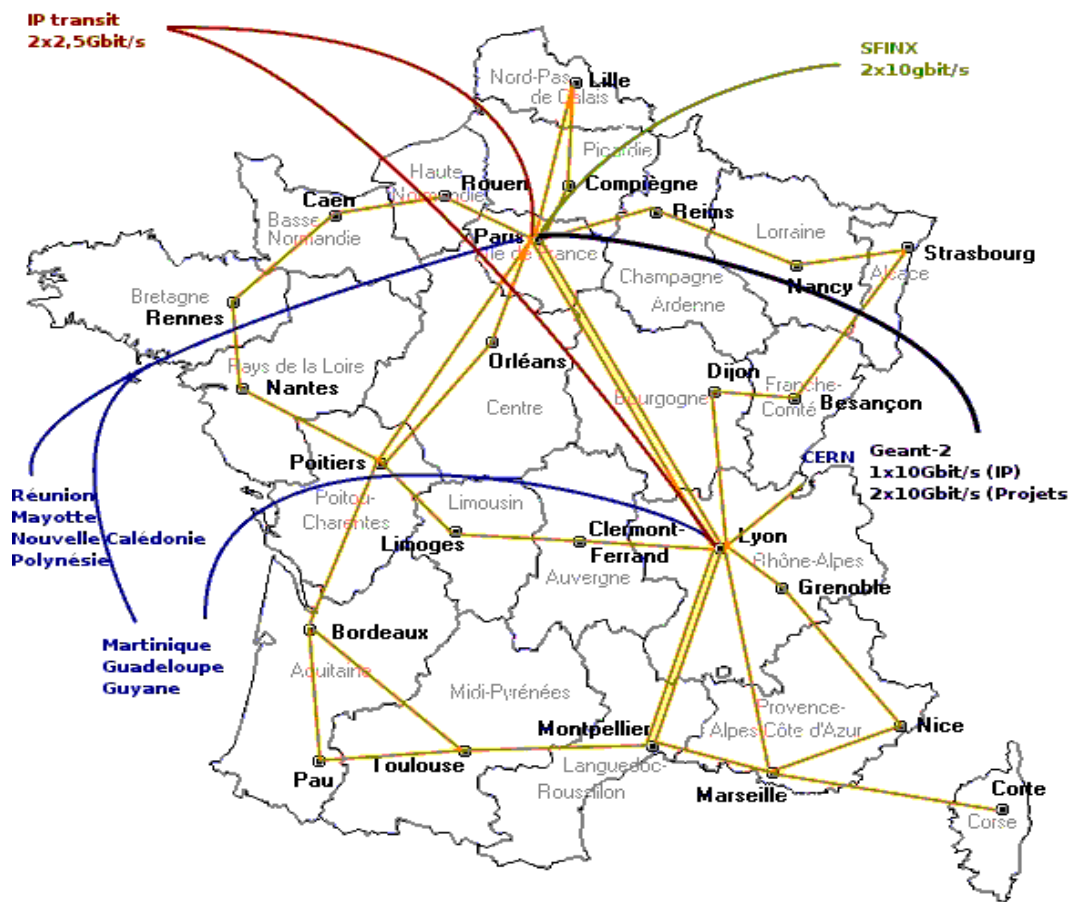 IP transit
2x2,5Gbit/s
SFINX
2x10gbit/s
Nord-Pas
de Calais
Lille
Picardie
Compiegne
Haute
Normandie
Rouen
Caen
Basse
Normandie
Reims
Paris
Ile de France
Lorraine
Strasbourg
Alsace
Nancy
Champagne
Ardenne
Bretagne
Rennes
Orléans
Pays de la Loire
Nantes
Centre
Dijon
Bourgogne
Franche-
Comté
Besançon
CERN
Geant-2
1x10Gbit/s (IP)
2x10Gbit/s (Projets
Poitiers
Poitou-
Charentes
Limousin
Limoges
Clermont-
Ferrand
Auvergne
Lyon
Rhône-Alpes
Grenoble
Réunion
Mayotte
Nouvelle Calédonie
Polynésie
Martinique
Guadeloupe
Guyane
Bordeaux
Aquitaine
Midi-Pyrénées
Montpellier
Provence-
Alpes Côte d'Azur
Nice
Pau
Toulouse
Languedoc-
Roussillon
Marseille
Corte
Corse